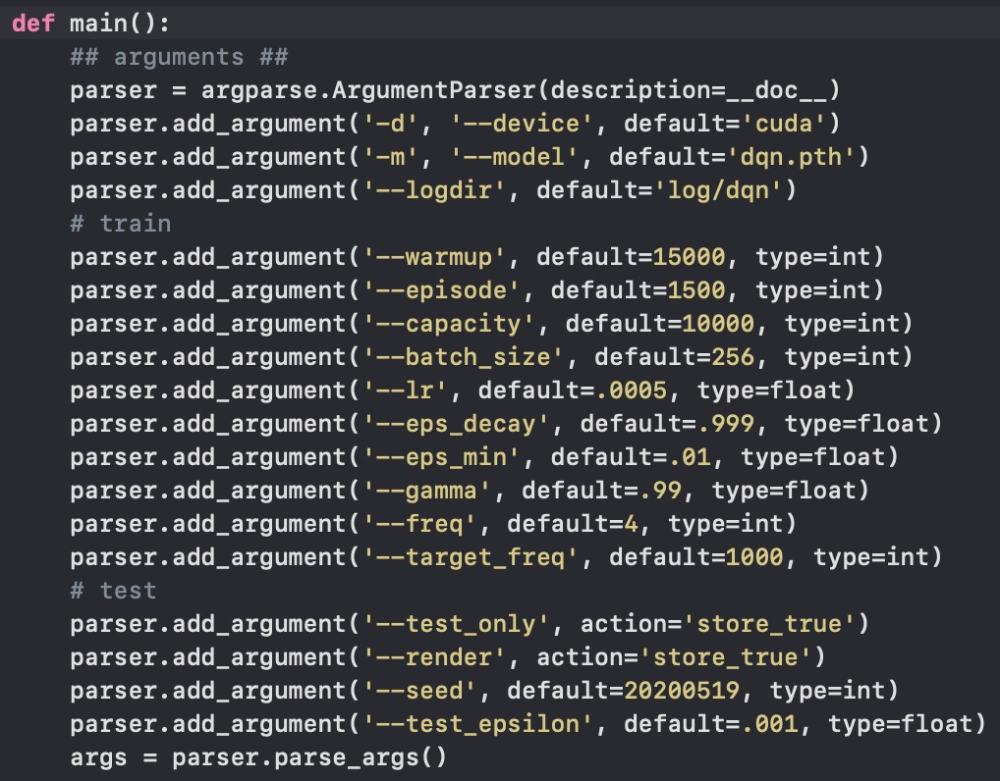 def main():
    ## arguments ##
    parser = argparse.ArgumentParser(description=__doc__)
    parser.add_argument('-d', '--device', default='cuda')
    parser.add_argument('-m', '--model', default='dqn.pth')
    parser.add_argument('--logdir', default='log/dqn')
    # train
    parser.add_argument('--warmup', default=15000, type=int)
    parser.add_argument('--episode', default=1500, type=int)
    parser.add_argument('--capacity', default=10000, type=int)
    parser.add_argument('--batch_size', default=256, type=int)
    parser.add_argument('--lr', default=.0005, type=float)
    parser.add_argument('--eps_decay', default=.999, type=float)
    parser.add_argument('--eps_min', default=.01, type=float)
    parser.add_argument('--gamma', default=.99, type=float)
    parser.add_argument('--freq', default=4, type=int)
    parser.add_argument('--target_freq', default=1000, type=int)
    # test
    parser.add_argument('--test_only', action='store_true')
    parser.add_argument('--render', action='store_true')
    parser.add_argument('--seed', default=20200519, type=int)
    parser.add_argument('--test_epsilon', default=.001, type=float)
    args = parser.parse_args()